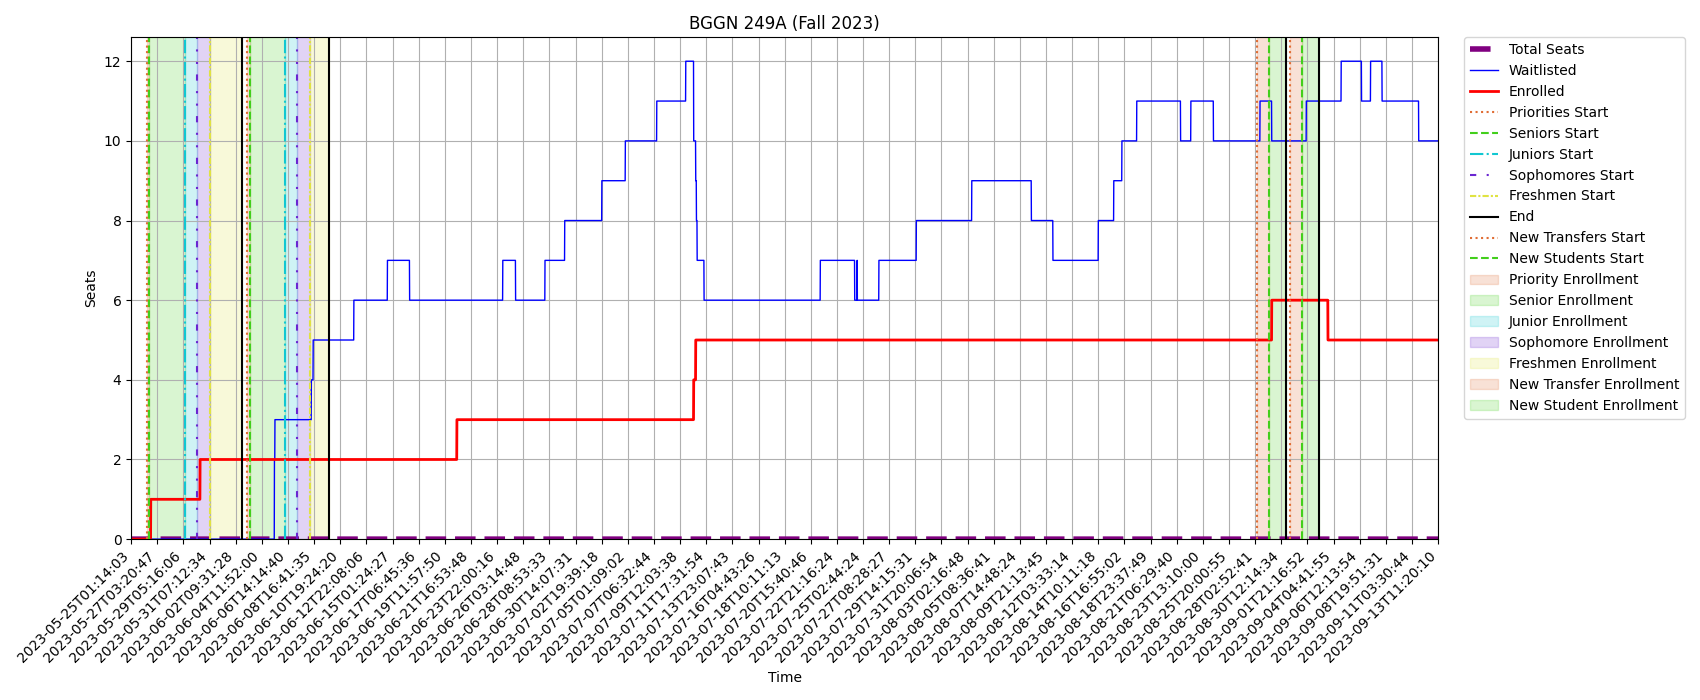 BGGN 249A (Fall 2023)
Seats
12
10
8
6
4
2
0
2023-05-25T01:14:03
2023-05-27T03:20:47
2023-05-29T05:16:06
2023-05-31T07:12:34
2023-06-02T09:31:28
2023-06-04T11:52:00
2023-06-06T14:14:40
2023-06-08T16:41:35
2023-06-10T19:24:20
2023-06-12T22:08:06
2023-06-15T01:24:27
2023-06-17T06:45:36
2023-06-19T11:57:50
2023-06-21T16:53:48
2023-06-23T22:00:16
2023-06-26T03:14:48
2023-06-28T08:53:33
2023-06-30T14:07:31
2023-07-02T19:39:18
2023-07-05T01:09:02
2023-07-07T06:32:44
2023-07-09T12:03:38
2023-07-11T17:31:54
2023-07-13T23:07:43
2023-07-16T04:43:26
2023-07-18T10:11:13
2023-07-20T15:40:46
2023-07-22T21:16:24
2023-07-25T02:44:24
2023-07-27T08:28:27
2023-07-29T14:15:31
2023-07-31T20:06:54
2023-08-03T02:16:48
2023-08-05T08:36:41
2023-08-07T14:48:24
2023-08-09T21:13:45
2023-08-12T03:33:14
2023-08-14T10:11:18
2023-08-16T16:55:02
2023-08-18T23:37:49
2023-08-21T06:29:40
2023-08-23T13:10:00
2023-08-25T20:00:55
2023-08-28T02:52:41
2023-08-30T12:14:34
2023-09-01T21:16:52
2023-09-04T04:41:55
2023-09-06T12:13:54
2023-09-08T19:51:31
2023-09-11T03:30:44
2023-09-13T11:20:10
Time
Total Seats
Waitlisted
Enrolled
Priorities Start
Seniors Start
Juniors Start
Sophomores Start
Freshmen Start
End
New Transfers Start
New Students Start
Priority Enrollment
Senior Enrollment
Junior Enrollment
Sophomore Enrollment
Freshmen Enrollment
New Transfer Enrollment
New Student Enrollment